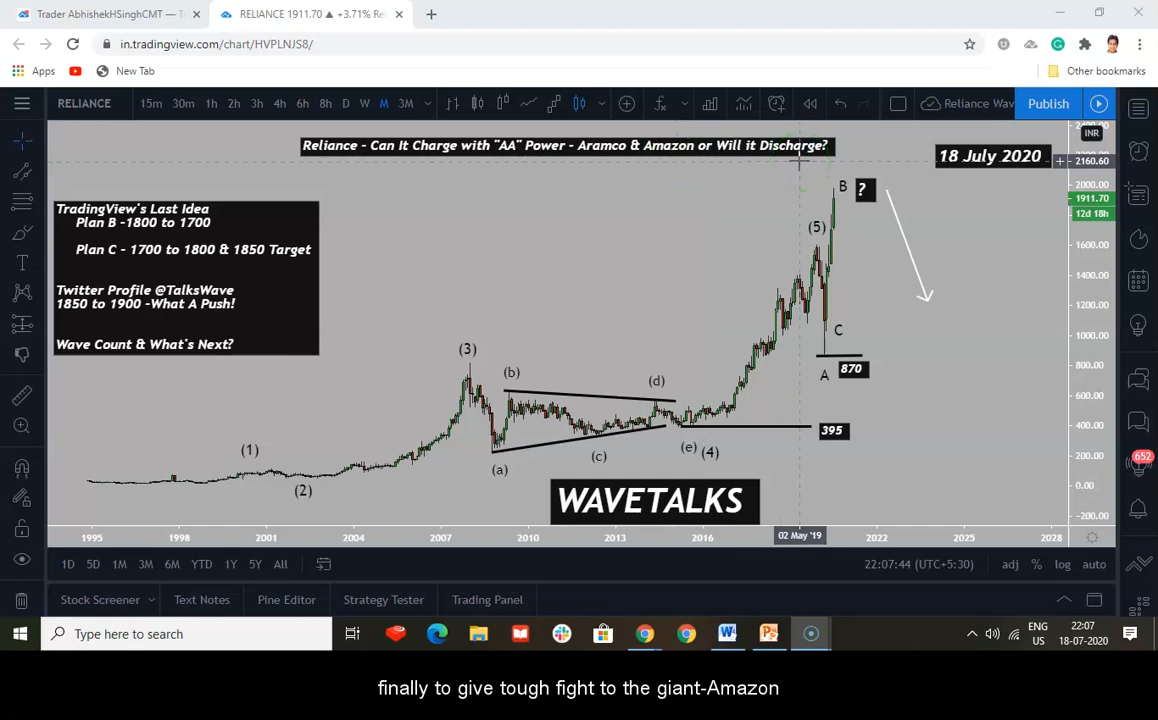 Trader AbhishekHSinghCMT — T
RELIANCE 1911.70 ▲ +3.71% Rel
in.tradingview.com/chart/HVPLNJS8/
Apps
New Tab
Other bookmarks
RELIANCE
15m 30m 1h 2h 3h 4h 6h 8h D W M 3M
Reliance Wav
Publish
Reliance - Can It Charge with "AA" Power - Aramco & Amazon or Will it Discharge?
18 July 2020
2400.00
INR
2160.60
2000.00
1911.70
12d 18h
1600.00
1400.00
1200.00
1000.00
800.00
600.00
400.00
200.00
0.00
−200.00
TradingView's Last Idea
Plan B -1800 to 1700
Plan C - 1700 to 1800 & 1850 Target
Twitter Profile @TalksWave
1850 to 1900 -What A Push!
Wave Count & What's Next?
B ?
(5)
C
A 870
(3)
(b)
(d)
395
(1)
(2)
(a)
(c)
(e)
(4)
WAVETALKS
652
1995 1998 2001 2004 2007 2010 2013 2016 02 May '19 2022 2025 2028
1D 5D 1M 3M 6M YTD 1Y 5Y All
22:07:44 (UTC+5:30)
adj % log auto
Stock Screener Text Notes Pine Editor Strategy Tester Trading Panel
Type here to search
ENG
US
22:07
18-07-2020
finally to give tough fight to the giant-Amazon